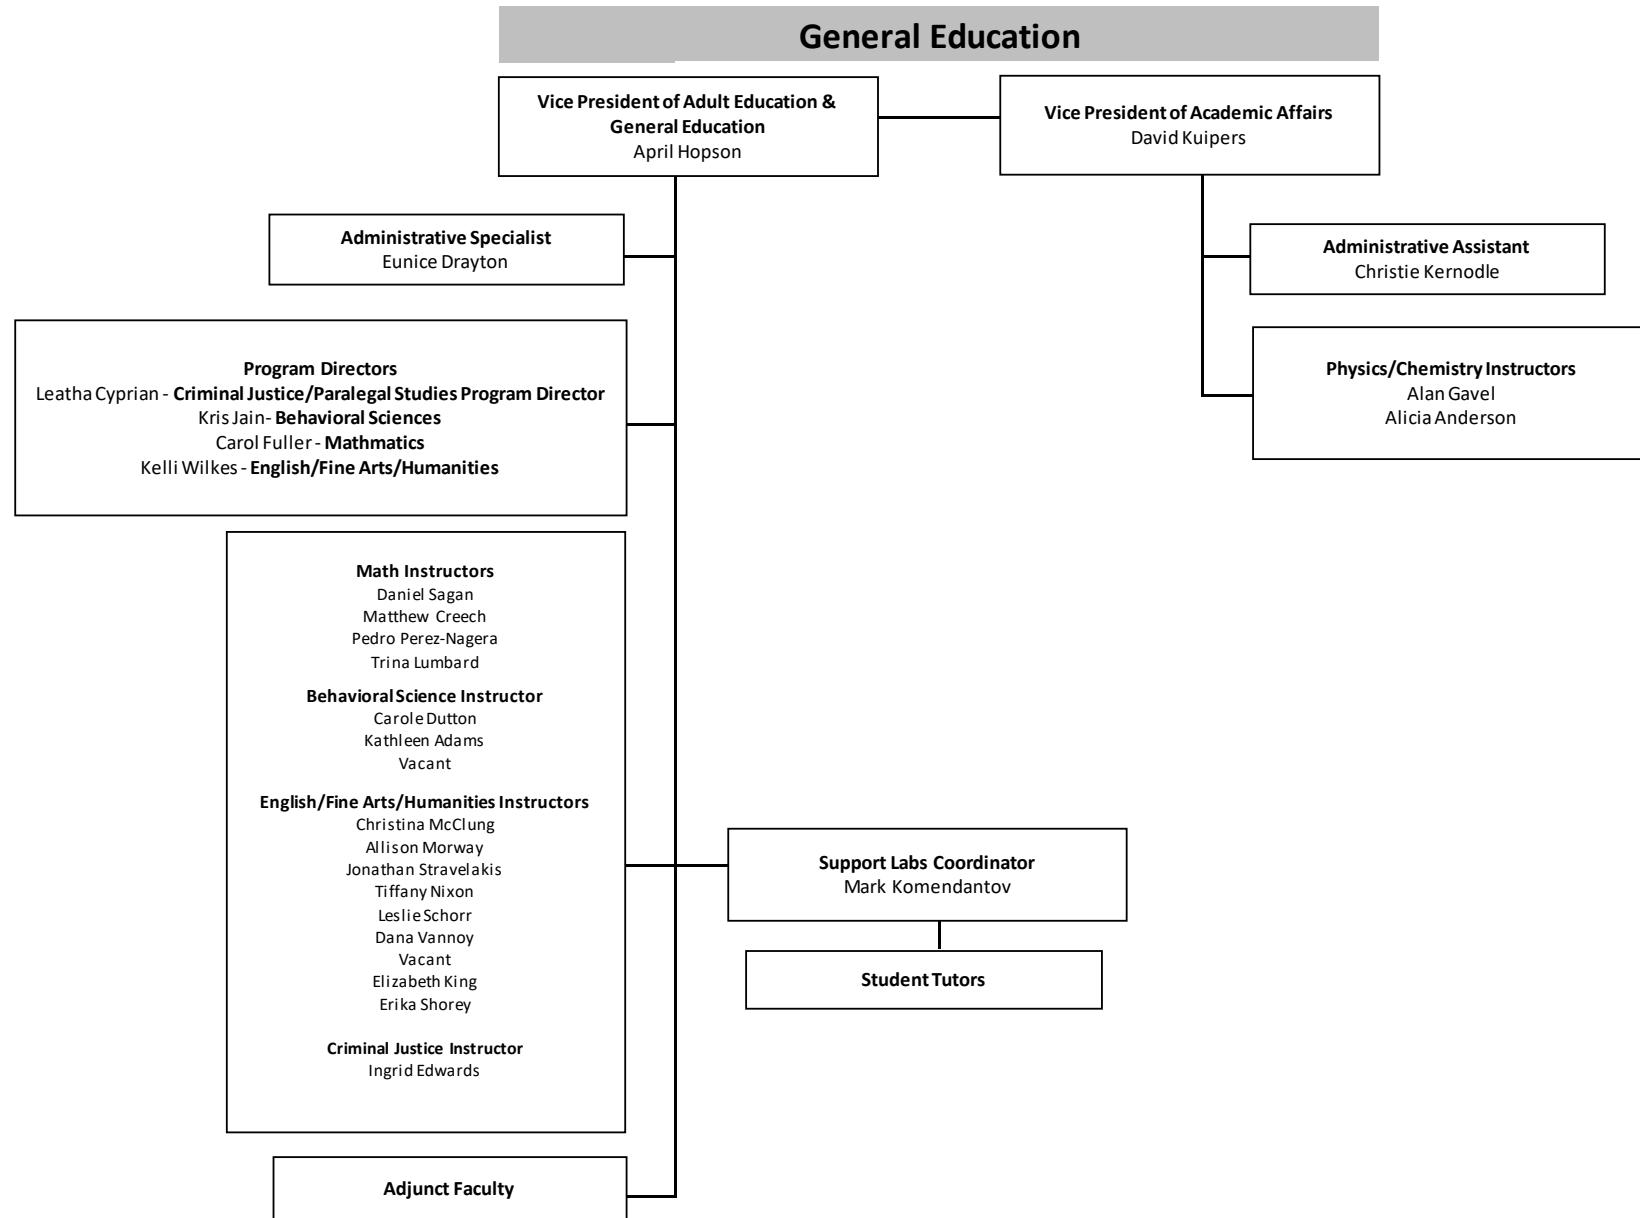 General Education
Vice President of Adult Education &
General Education
April Hopson
Vice President of Academic Affairs
David Kuipers
Administrative Specialist
Eunice Drayton
Administrative Assistant
Christie Kernodle
Program Directors
Leatha Cyprian - Criminal Justice/Paralegal Studies Program Director
Kris Jain- Behavioral Sciences
Carol Fuller - Mathmatics
Kelli Wilkes - English/Fine Arts/Humanities
Physics/Chemistry Instructors
Alan Gavel
Alicia Anderson
Math Instructors
Daniel Sagan
Matthew Creech
Pedro Perez-Nagera
Trina Lumbard
Behavioral Science Instructor
Carole Dutton
Kathleen Adams
Vacant
English/Fine Arts/Humanities Instructors
Christina McClung
Allison Morway
Jonathan Stravelakis
Tiffany Nixon
Leslie Schorr
Dana Vannoy
Vacant
Elizabeth King
Erika Shorey
Criminal Justice Instructor
Ingrid Edwards
Support Labs Coordinator
Mark Komendantov
Student Tutors
Adjunct Faculty